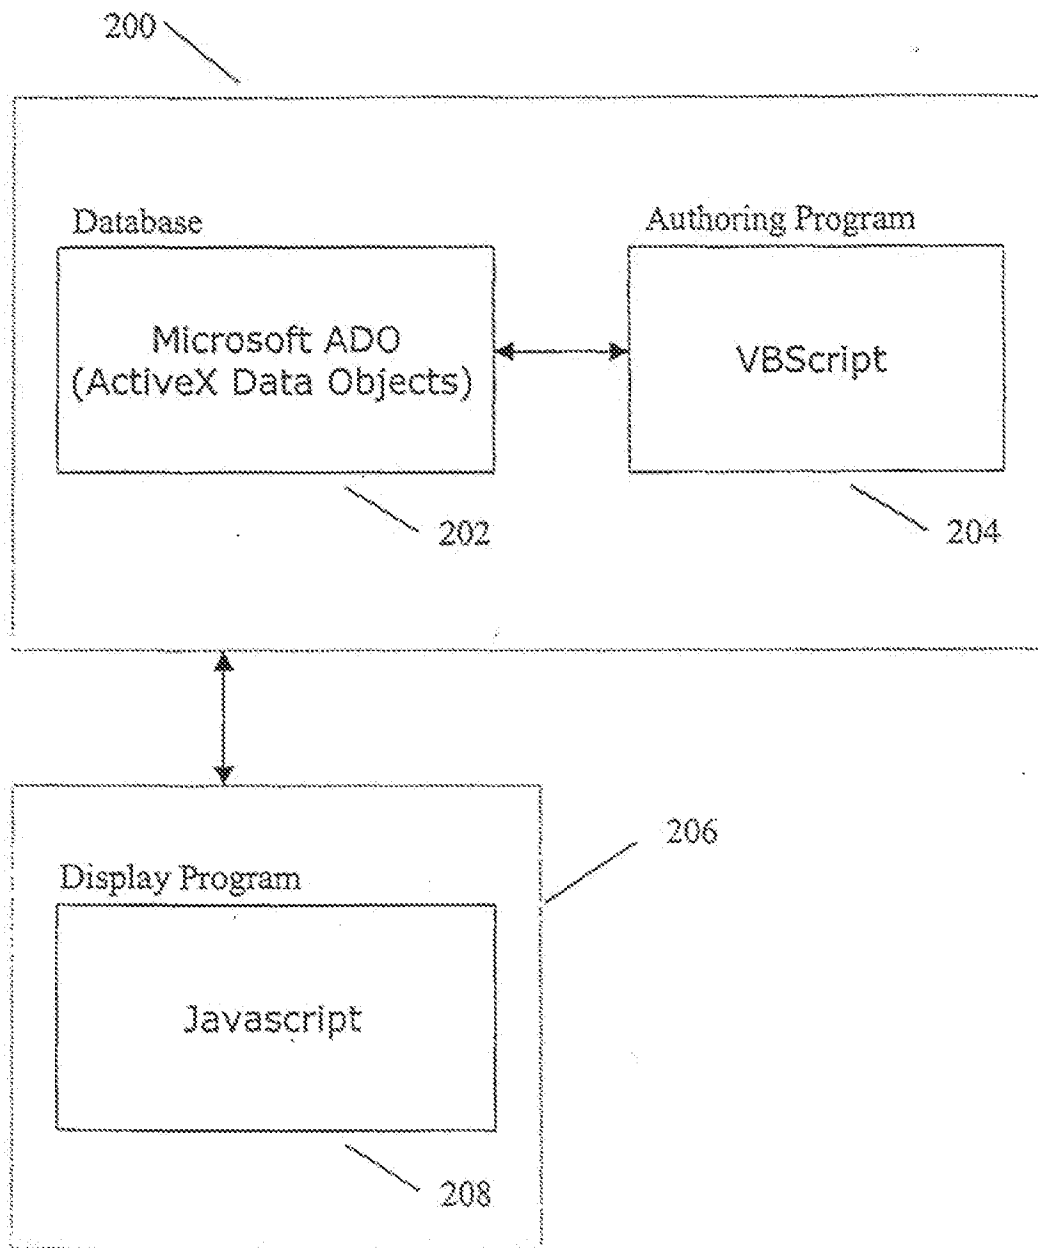 200
Database
Authoring Program
Microsoft ADO
(ActiveX Data Objects)
VBScript
202
204
206
Display Program
Javascript
208